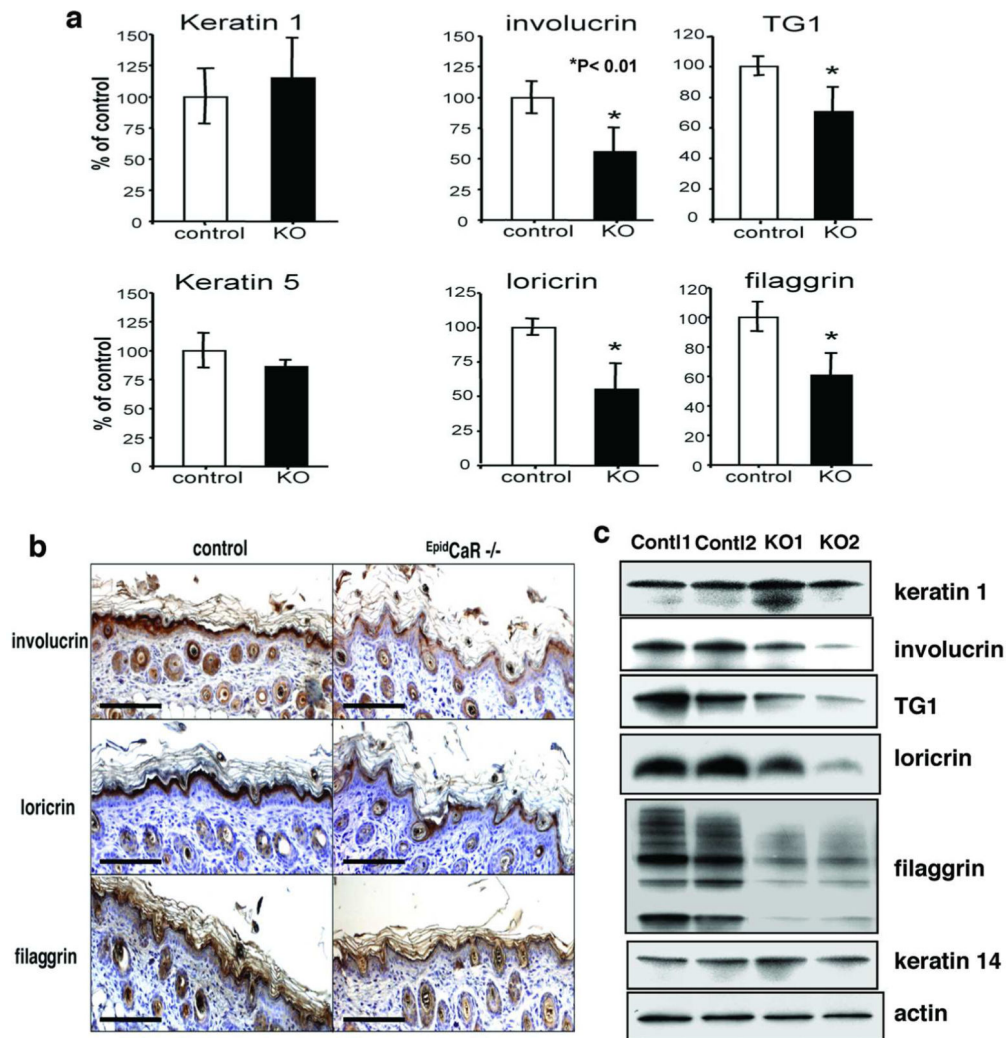 a
Keratin 1
% of control
150
125
100
75
50
25
0
control KO
involucrin
*P< 0.01
150
125
100
75
50
25
0
*
control KO
TG1
120
100
80
60
40
20
0
*
control KO
Keratin 5
% of control
150
125
100
75
50
25
0
control KO
loricrin
125
100
75
50
25
0
*
control KO
filaggrin
120
100
80
60
40
20
0
*
control KO
b
control EpidCaR -/-
involucrin
loricrin
filaggrin
c
Contl1 Contl2 KO1 KO2
keratin 1
involucrin
TG1
loricrin
filaggrin
keratin 14
actin